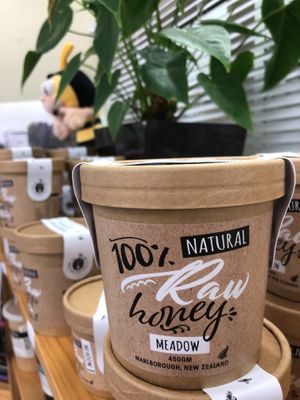 100% NATURAL
Raw
honey
MEADOW
450GM
MARLBOROUGH, NEW ZEALAND